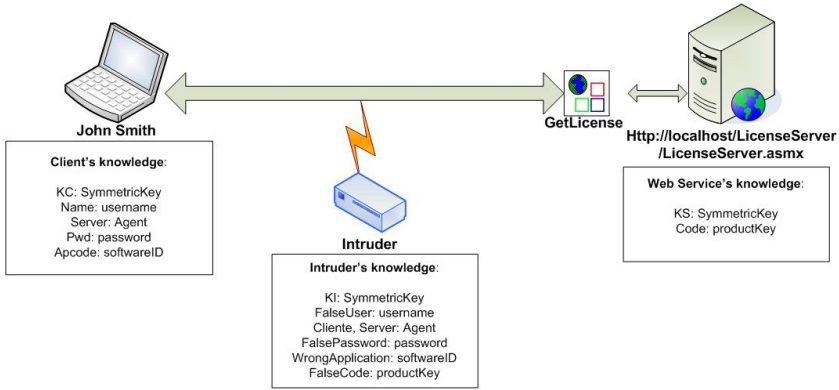 John Smith
Client's knowledge:
KC: SymmetricKey
Name: username
Server: Agent
Pwd: password
Apcode: softwareID
Intruder
Intruder's knowledge:
KI: SymmetricKey
FalseUser: username
Cliente, Server: Agent
FalsePassword: password
WrongApplication: softwareID
FalseCode: productKey
GetLicense
Http://localhost/LicenseServer
/LicenseServer.asmx
Web Service's knowledge:
KS: SymmetricKey
Code: productKey